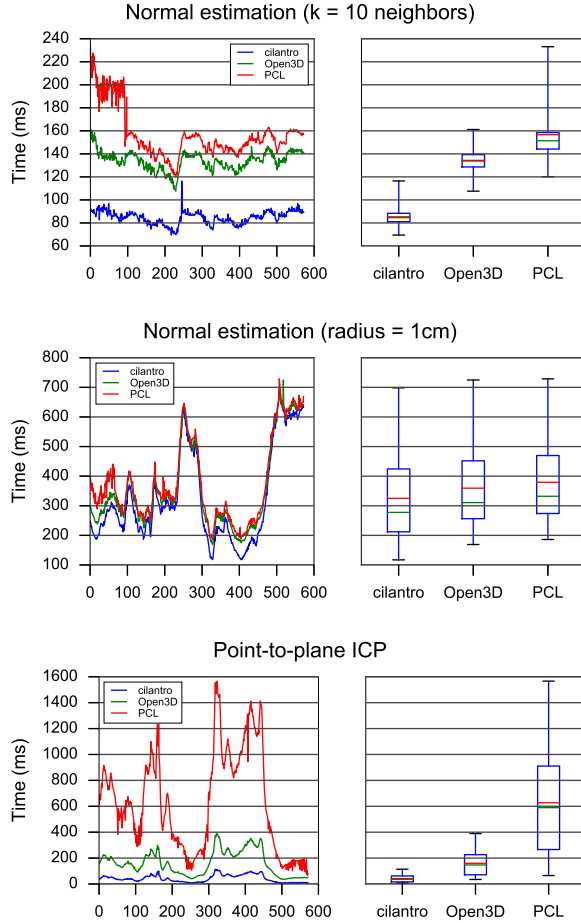 Normal estimation (k = 10 neighbors)
240
220
200
180
160
140
120
100
80
60
Time (ms)
cilantro
Open3D
PCL
0 100 200 300 400 500 600
cilantro Open3D PCL
Normal estimation (radius = 1cm)
800
700
600
500
400
300
200
100
Time (ms)
cilantro
Open3D
PCL
0 100 200 300 400 500 600
cilantro Open3D PCL
Point-to-plane ICP
1600
1400
1200
1000
800
600
400
200
0
Time (ms)
cilantro
Open3D
PCL
0 100 200 300 400 500 600
cilantro Open3D PCL